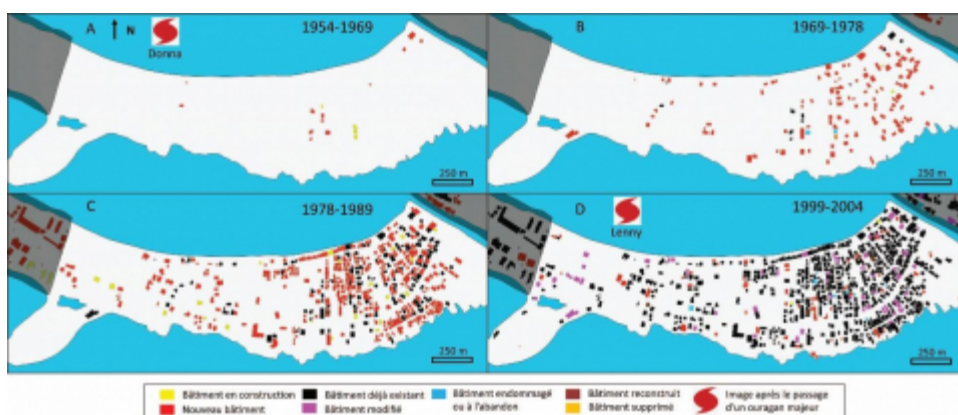 A N Donna 1954-1969
250 m
B 1969-1978
250 m
C 1978-1989
250 m
D Lenny 1999-2004
250 m
Bâtiment en construction Bâtiment déjà existant Bâtiment endommagé ou à l'abandon Bâtiment reconstruit Image après le passage d'un ouragan majeur
Nouveau bâtiment Bâtiment modifié Bâtiment supprimé